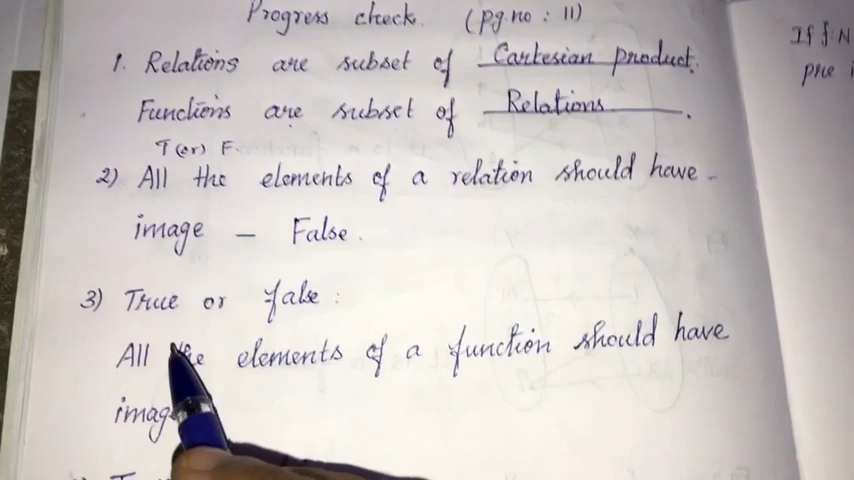 Progress check. (Pg.no : 11)
1. Relations are subset of Cartesian product.
Functions are subset of Relations.
T (or) F
2) All the elements of a relation should have
image – False.
3) True or false :
All the elements of a function should have
imag
If f: N
pre